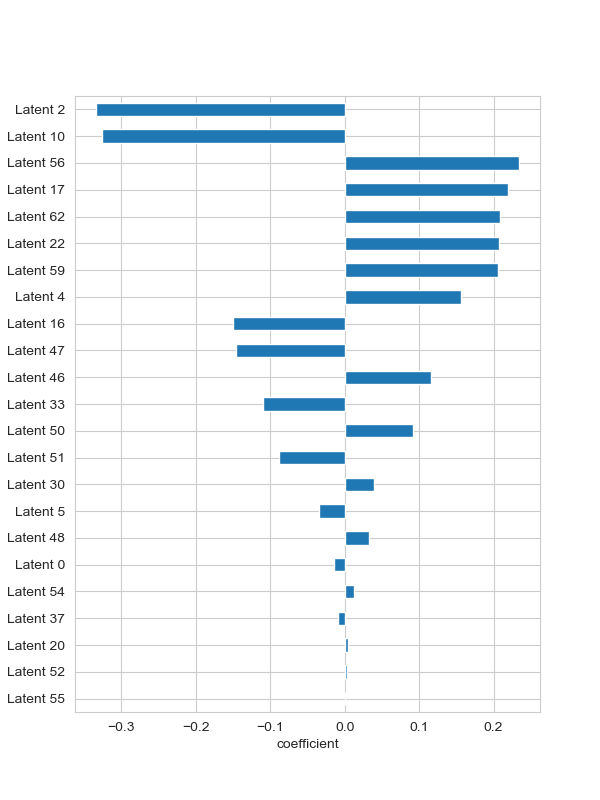 Latent 2
Latent 10
Latent 56
Latent 17
Latent 62
Latent 22
Latent 59
Latent 4
Latent 16
Latent 47
Latent 46
Latent 33
Latent 50
Latent 51
Latent 30
Latent 5
Latent 48
Latent 0
Latent 54
Latent 37
Latent 20
Latent 52
Latent 55
−0.3 −0.2 −0.1 0.0 0.1 0.2
coefficient